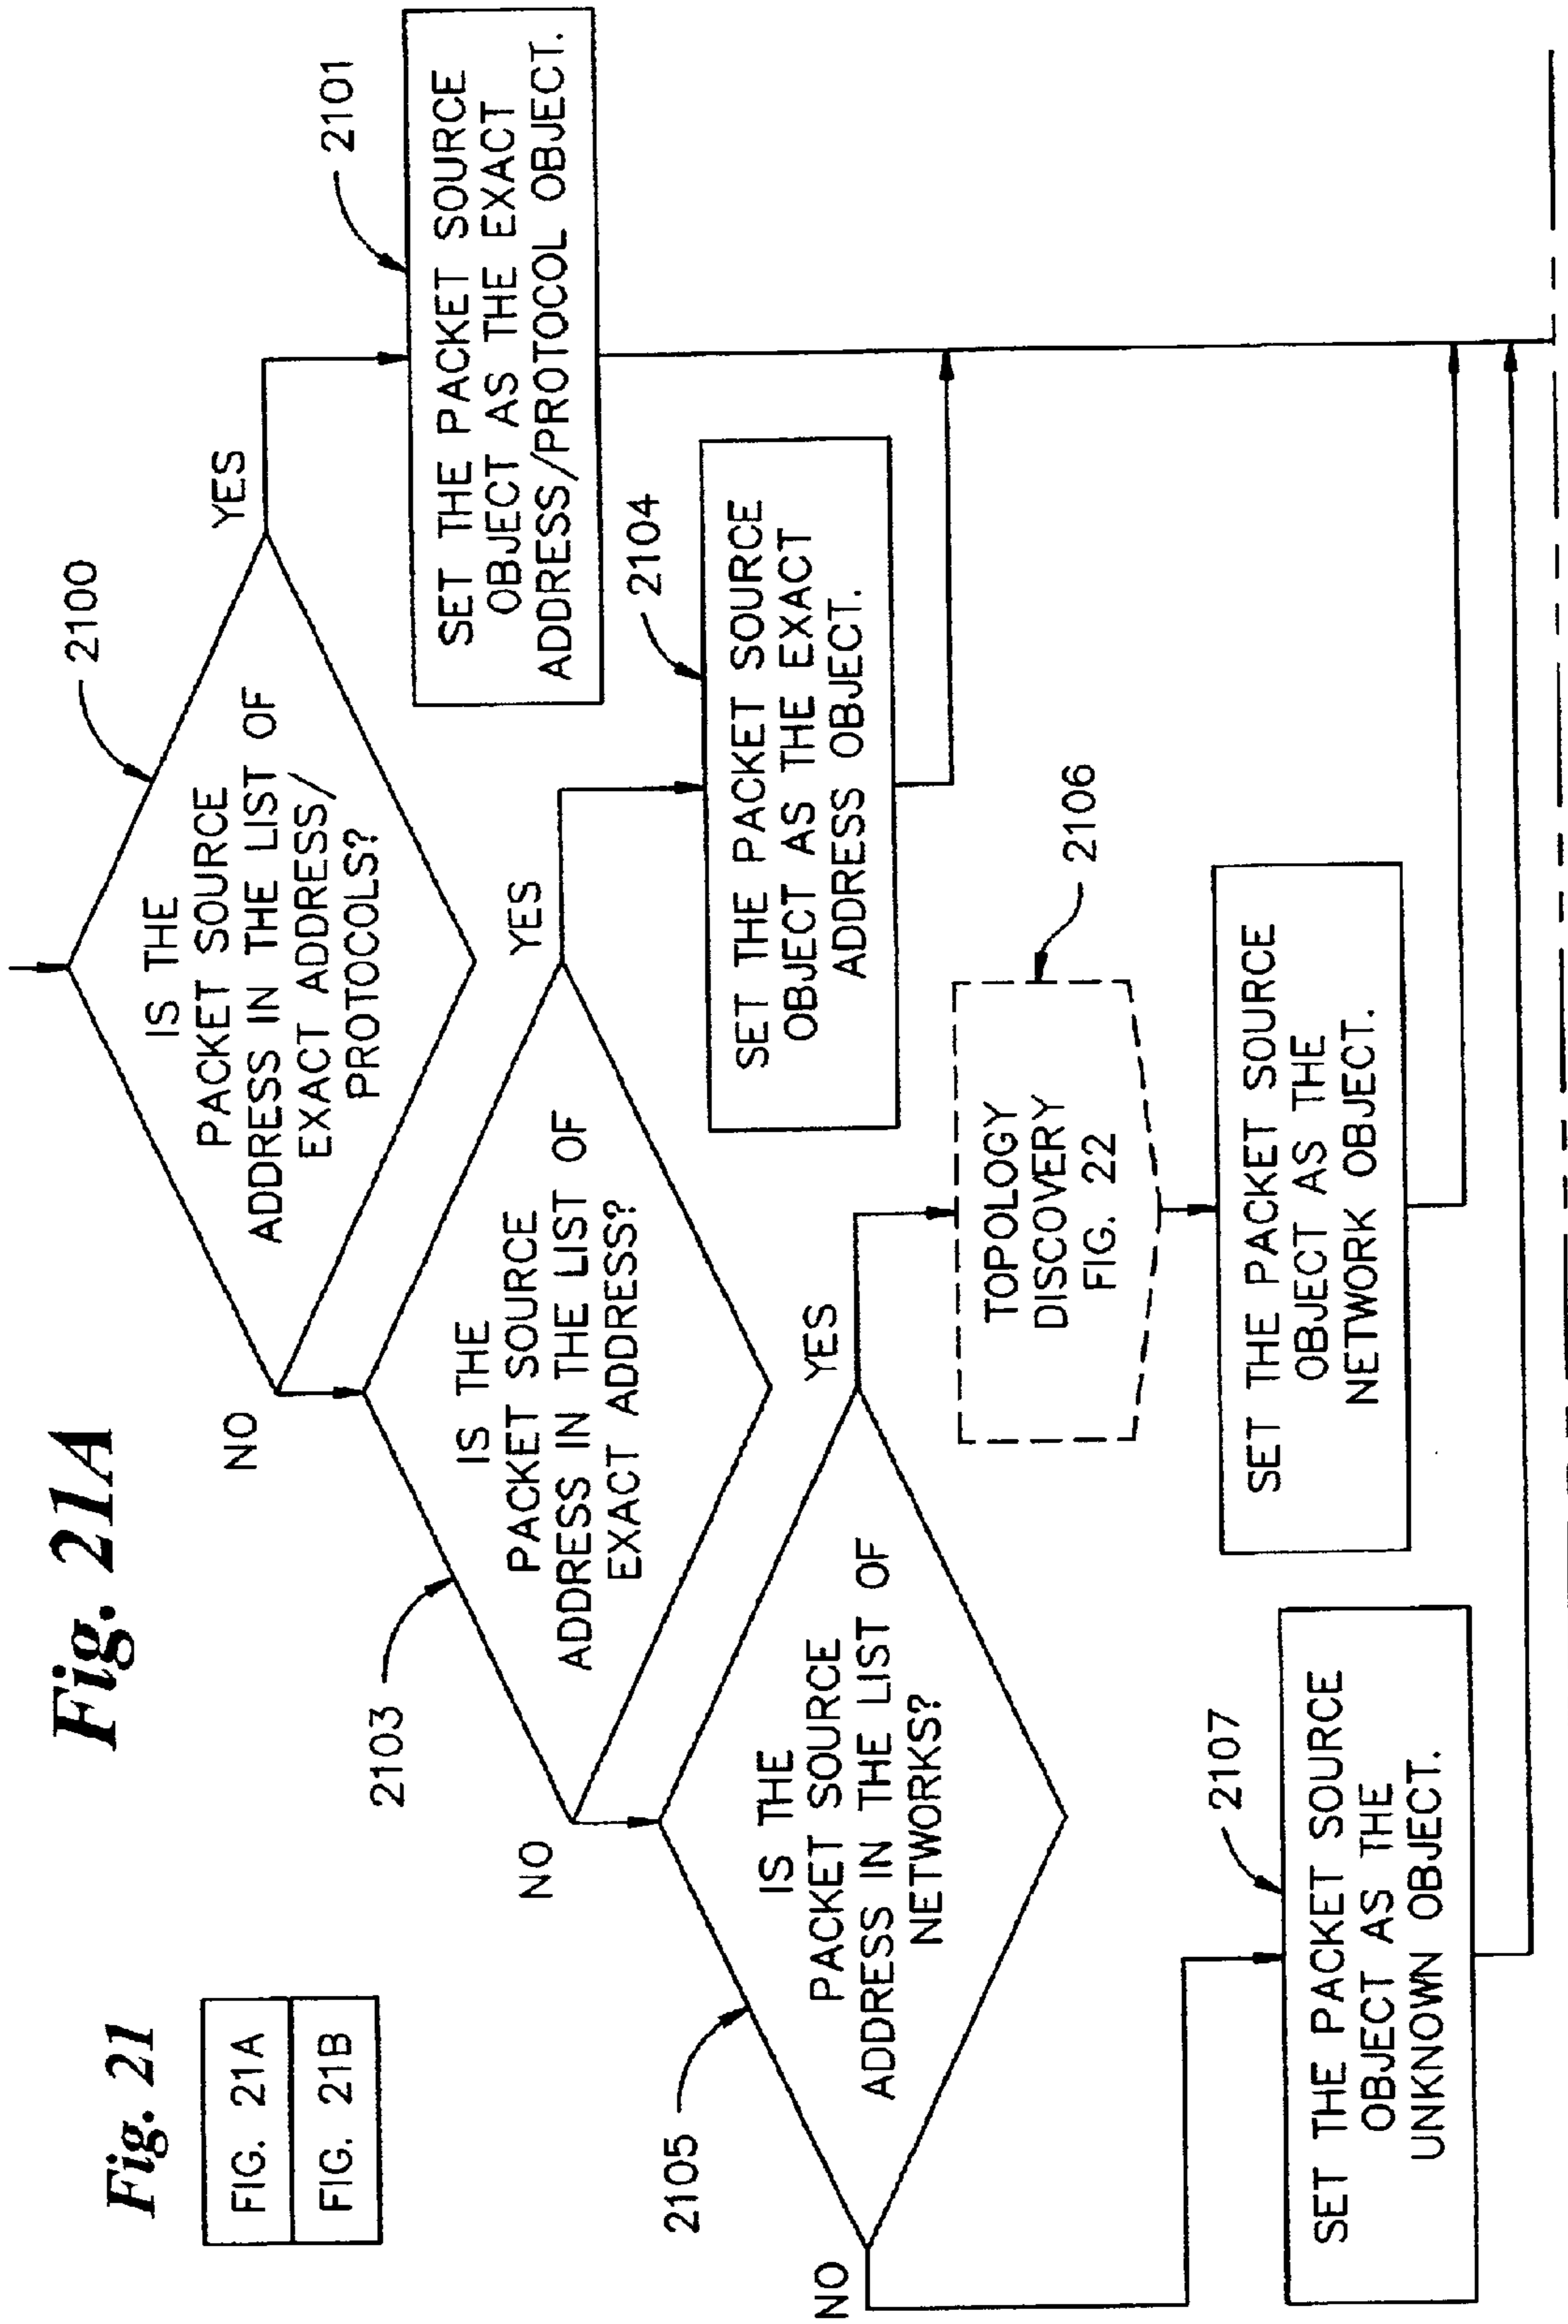 Fig. 21
FIG. 21A
FIG. 21B
Fig. 21A
2100
IS THE
PACKET SOURCE
ADDRESS IN THE LIST OF
EXACT ADDRESS/
PROTOCOLS?
YES
NO
2101
SET THE PACKET SOURCE
OBJECT AS THE EXACT
ADDRESS/PROTOCOL OBJECT.
2103
IS THE
PACKET SOURCE
ADDRESS IN THE LIST OF
EXACT ADDRESS?
YES
NO
2104
SET THE PACKET SOURCE
OBJECT AS THE EXACT
ADDRESS OBJECT.
2105
IS THE
PACKET SOURCE
ADDRESS IN THE LIST OF
NETWORKS?
YES
NO
2106
TOPOLOGY
DISCOVERY
FIG. 22
SET THE PACKET SOURCE
OBJECT AS THE
NETWORK OBJECT.
2107
SET THE PACKET SOURCE
OBJECT AS THE
UNKNOWN OBJECT.